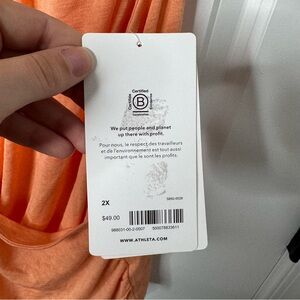 Certified
B
Corporation
We put people and planet
up there with profit.
Pour nous, le respect des travailleurs
et de l'environnement est tout aussi
important que le sont les profits.
2X
$49.00
WWW.ATHLETA.COM